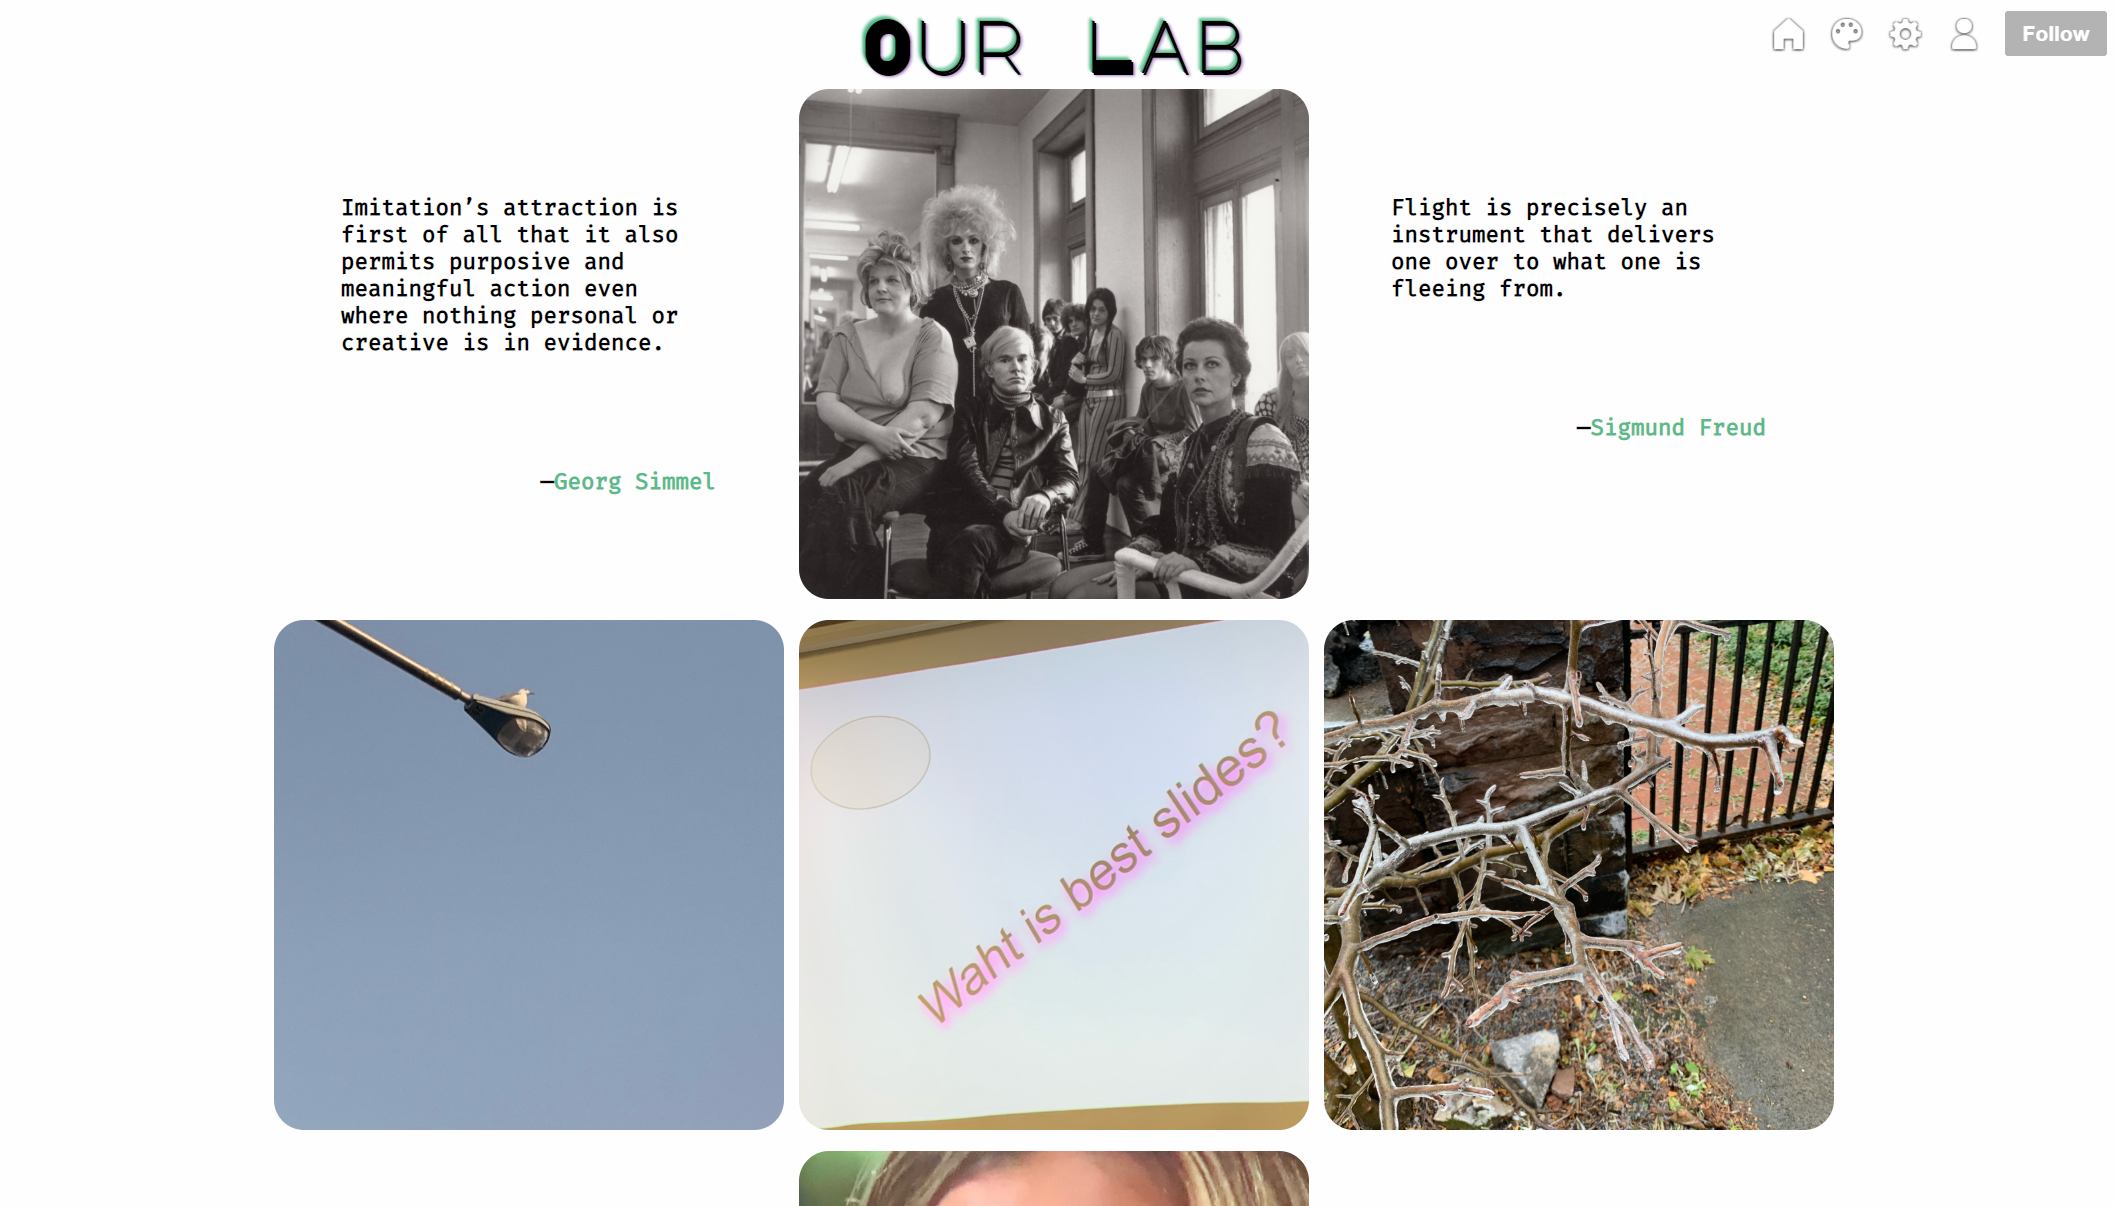 OUR LAB
Follow
Imitation’s attraction is
first of all that it also
permits purposive and
meaningful action even
where nothing personal or
creative is in evidence.
—Georg Simmel
Flight is precisely an
instrument that delivers
one over to what one is
fleeing from.
—Sigmund Freud
Waht is best slides?